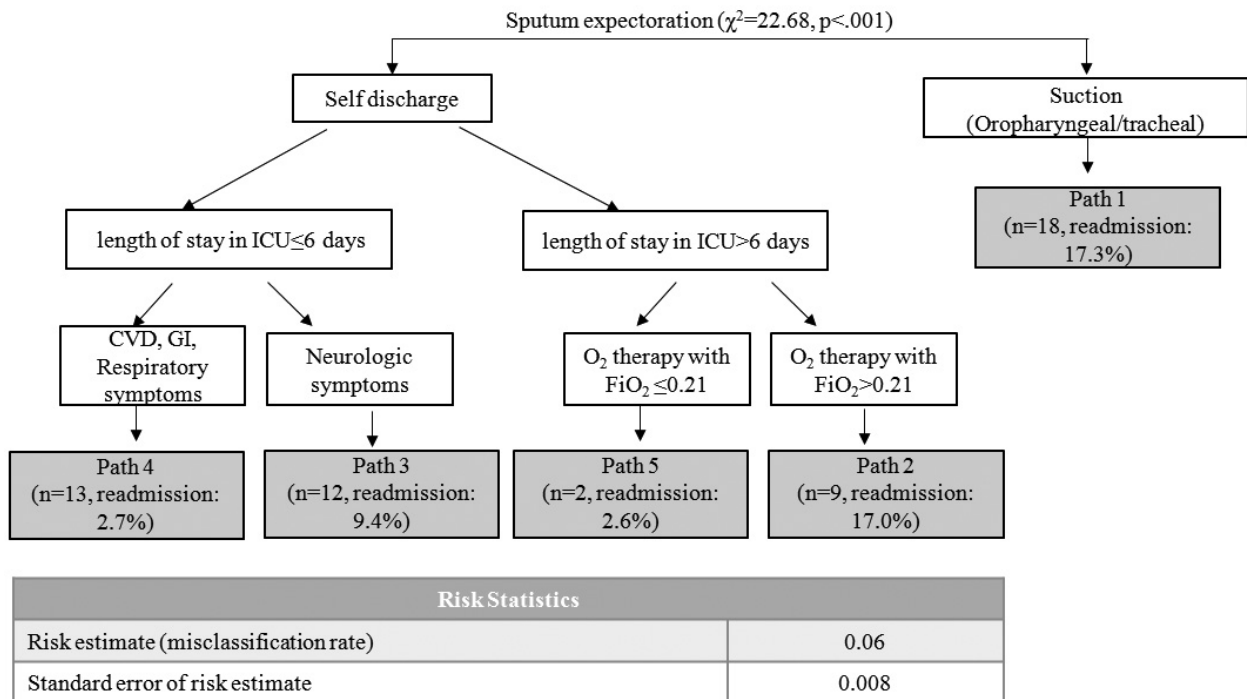 Sputum expectoration (χ²=22.68, p<.001)
Self discharge
Suction
(Oropharyngeal/tracheal)
Path 1
(n=18, readmission:
17.3%)
length of stay in ICU≤6 days
length of stay in ICU>6 days
CVD, GI,
Respiratory
symptoms
Neurologic
symptoms
O₂ therapy with
FiO₂ ≤0.21
O₂ therapy with
FiO₂>0.21
Path 4
(n=13, readmission:
2.7%)
Path 3
(n=12, readmission:
9.4%)
Path 5
(n=2, readmission:
2.6%)
Path 2
(n=9, readmission:
17.0%)
Risk Statistics
Risk estimate (misclassification rate) 0.06
Standard error of risk estimate 0.008